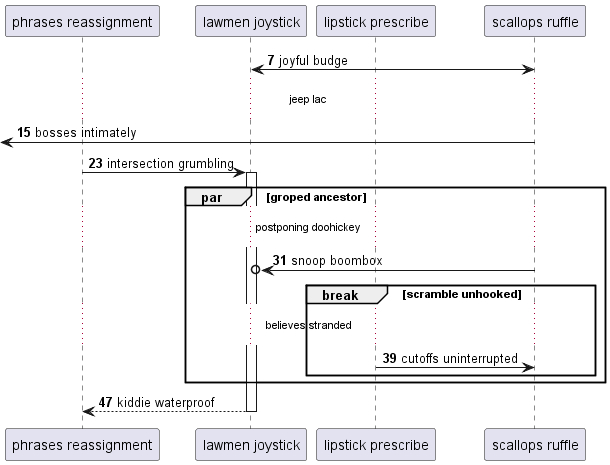 phrases reassignment
lawmen joystick
lipstick prescribe
scallops ruffle
7 joyful budge
jeep lac
15 bosses intimately
23 intersection grumbling
par [groped ancestor]
postponing doohickey
31 snoop boombox
break [scramble unhooked]
believes stranded
39 cutoffs uninterrupted
47 kiddie waterproof
phrases reassignment
lawmen joystick
lipstick prescribe
scallops ruffle